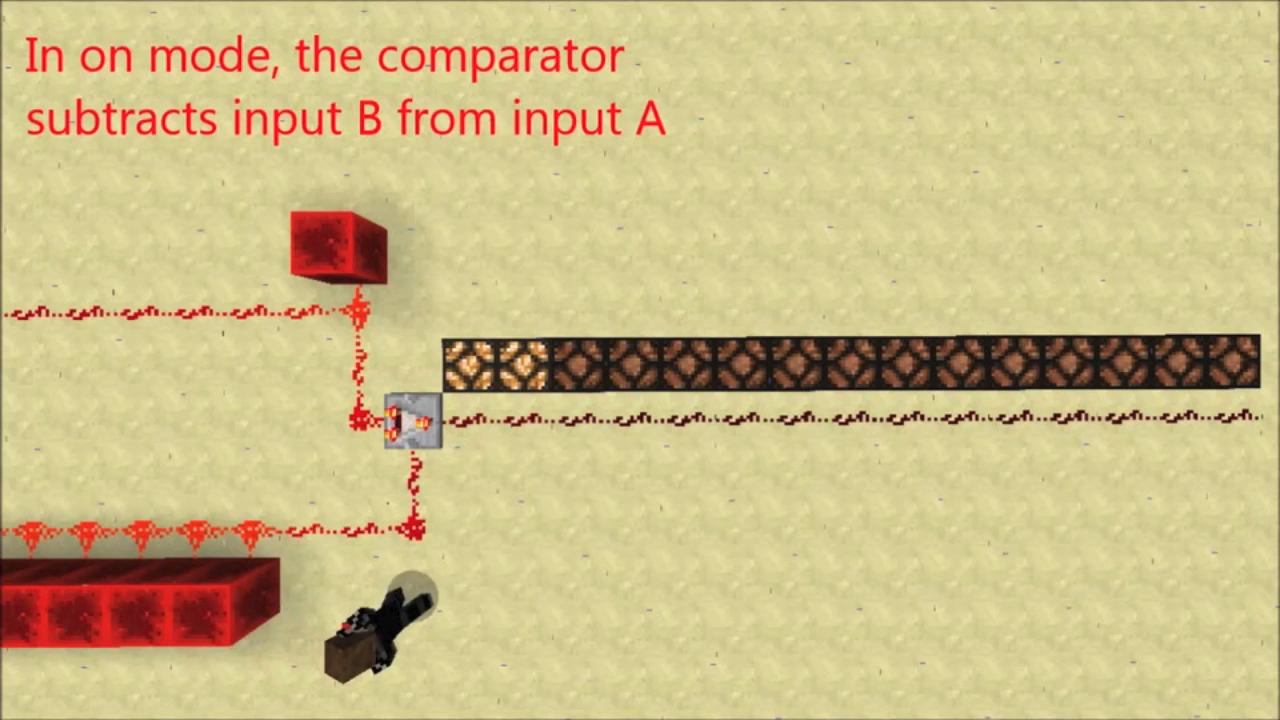 In on mode, the comparator
subtracts input B from input A